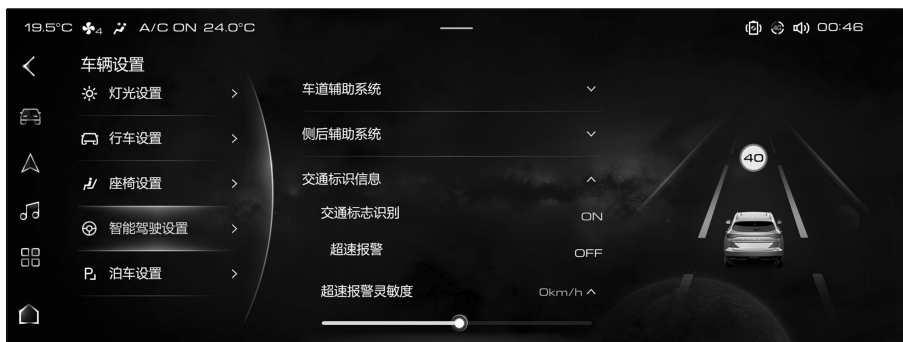 19.5°C 4 A/C ON 24.0°C 00:46
车辆设置
灯光设置
行车设置
座椅设置
智能驾驶设置
泊车设置
车道辅助系统
侧后辅助系统
交通标识信息
交通标志识别 ON
超速报警 OFF
超速报警灵敏度 0km/h
40